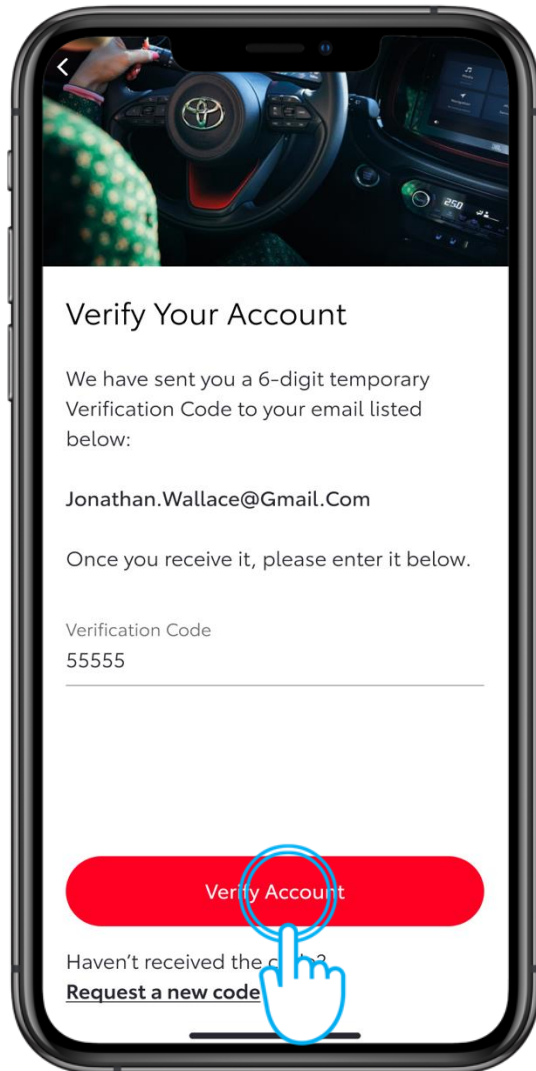 Verify Your Account
We have sent you a 6-digit temporary
Verification Code to your email listed
below:
Jonathan.Wallace@Gmail.Com
Once you receive it, please enter it below.
Verification Code
55555
Verify Account
Haven't received the code?
Request a new code